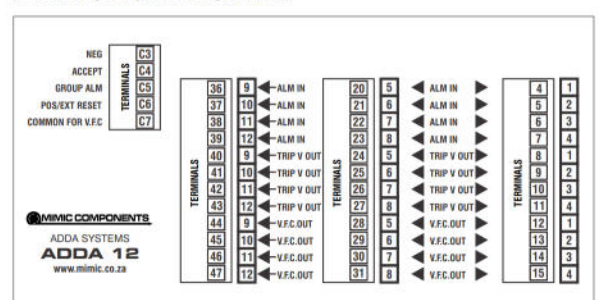 NEG C3
ACCEPT C4
GROUP ALM C5
POS/EXT RESET C6
COMMON FOR V.F.C C7
TERMINALS
MIMIC COMPONENTS
ADDA SYSTEMS
ADDA 12
www.mimic.co.za
TERMINALS
36 9 ALM IN
37 10 ALM IN
38 11 ALM IN
39 12 ALM IN
40 9 TRIP V OUT
41 10 TRIP V OUT
42 11 TRIP V OUT
43 12 TRIP V OUT
44 9 V.F.C.OUT
45 10 V.F.C.OUT
46 11 V.F.C.OUT
47 12 V.F.C.OUT
TERMINALS
20 5 ALM IN
21 6 ALM IN
22 7 ALM IN
23 8 ALM IN
24 5 TRIP V OUT
25 6 TRIP V OUT
26 7 TRIP V OUT
27 8 TRIP V OUT
28 5 V.F.C.OUT
29 6 V.F.C.OUT
30 7 V.F.C.OUT
31 8 V.F.C.OUT
TERMINALS
4 1
5 2
6 3
7 4
8 1
9 2
10 3
11 4
12 1
13 2
14 3
15 4